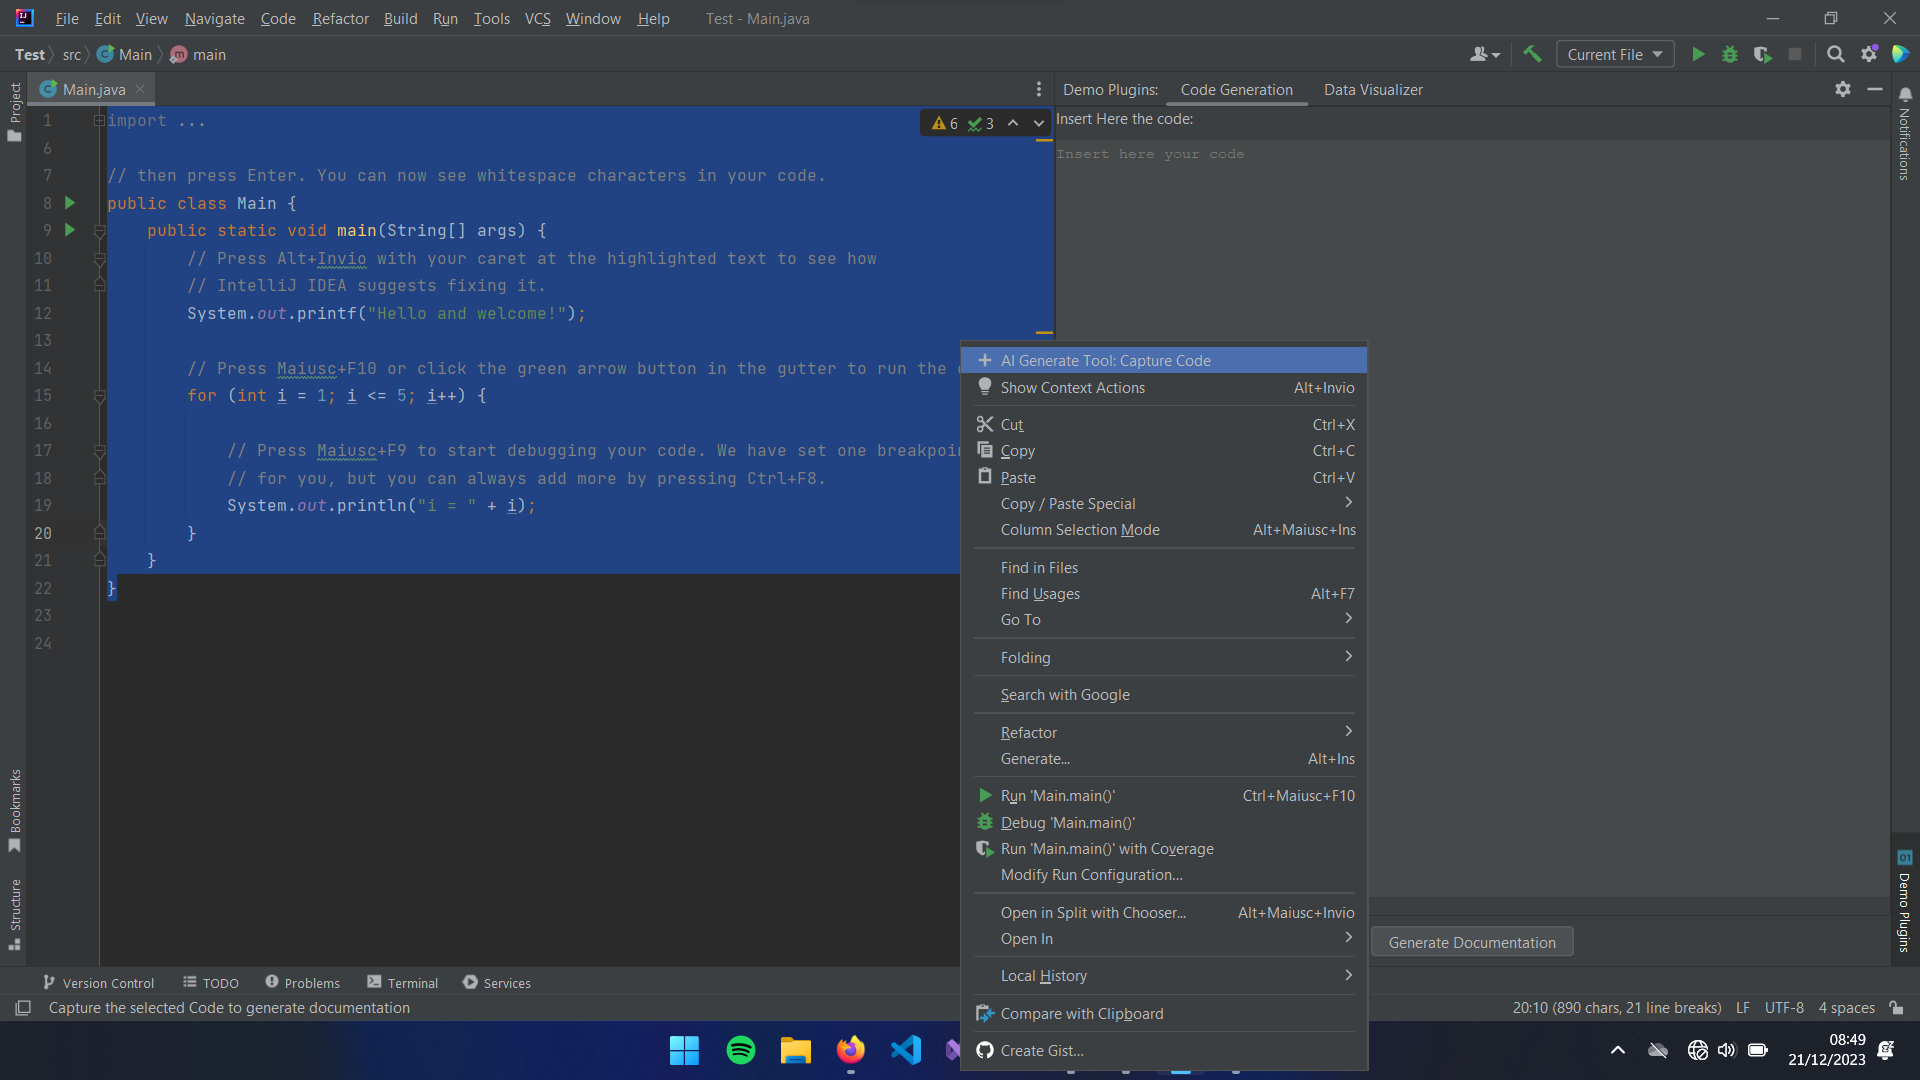 File Edit View Navigate Code Refactor Build Run Tools VCS Window Help Test - Main.java
Test src Main main
Current File
Project
Main.java
1 import ...
6
7 // then press Enter. You can now see whitespace characters in your code.
8 public class Main {
9 public static void main(String[] args) {
10 // Press Alt+Invio with your caret at the highlighted text to see how
11 // IntelliJ IDEA suggests fixing it.
12 System.out.printf("Hello and welcome!");
13
14 // Press Maiusc+F10 or click the green arrow button in the gutter to run the
15 for (int i = 1; i <= 5; i++) {
16
17 // Press Maiusc+F9 to start debugging your code. We have set one
18 // for you, but you can always add more by pressing Ctrl+F8.
19 System.out.println("i = " + i);
20 }
21 }
22 }
23
24
6 3
Demo Plugins: Code Generation Data Visualizer
Insert Here the code:
Insert here your code
AI Generate Tool: Capture Code
Show Context Actions Alt+Invio
Cut Ctrl+X
Copy Ctrl+C
Paste Ctrl+V
Copy / Paste Special
Column Selection Mode Alt+Maiusc+Ins
Find in Files
Find Usages Alt+F7
Go To
Folding
Search with Google
Refactor
Generate... Alt+Ins
Run 'Main.main()' Ctrl+Maiusc+F10
Debug 'Main.main()'
Run 'Main.main()' with Coverage
Modify Run Configuration...
Open in Split with Chooser... Alt+Maiusc+Invio
Open In
Local History
Compare with Clipboard
Create Gist...
Generate Documentation
Notifications
Demo Plugins
Bookmarks
Structure
Version Control TODO Problems Terminal Services
Capture the selected Code to generate documentation
20:10 (890 chars, 21 line breaks) LF UTF-8 4 spaces
08:49
21/12/2023